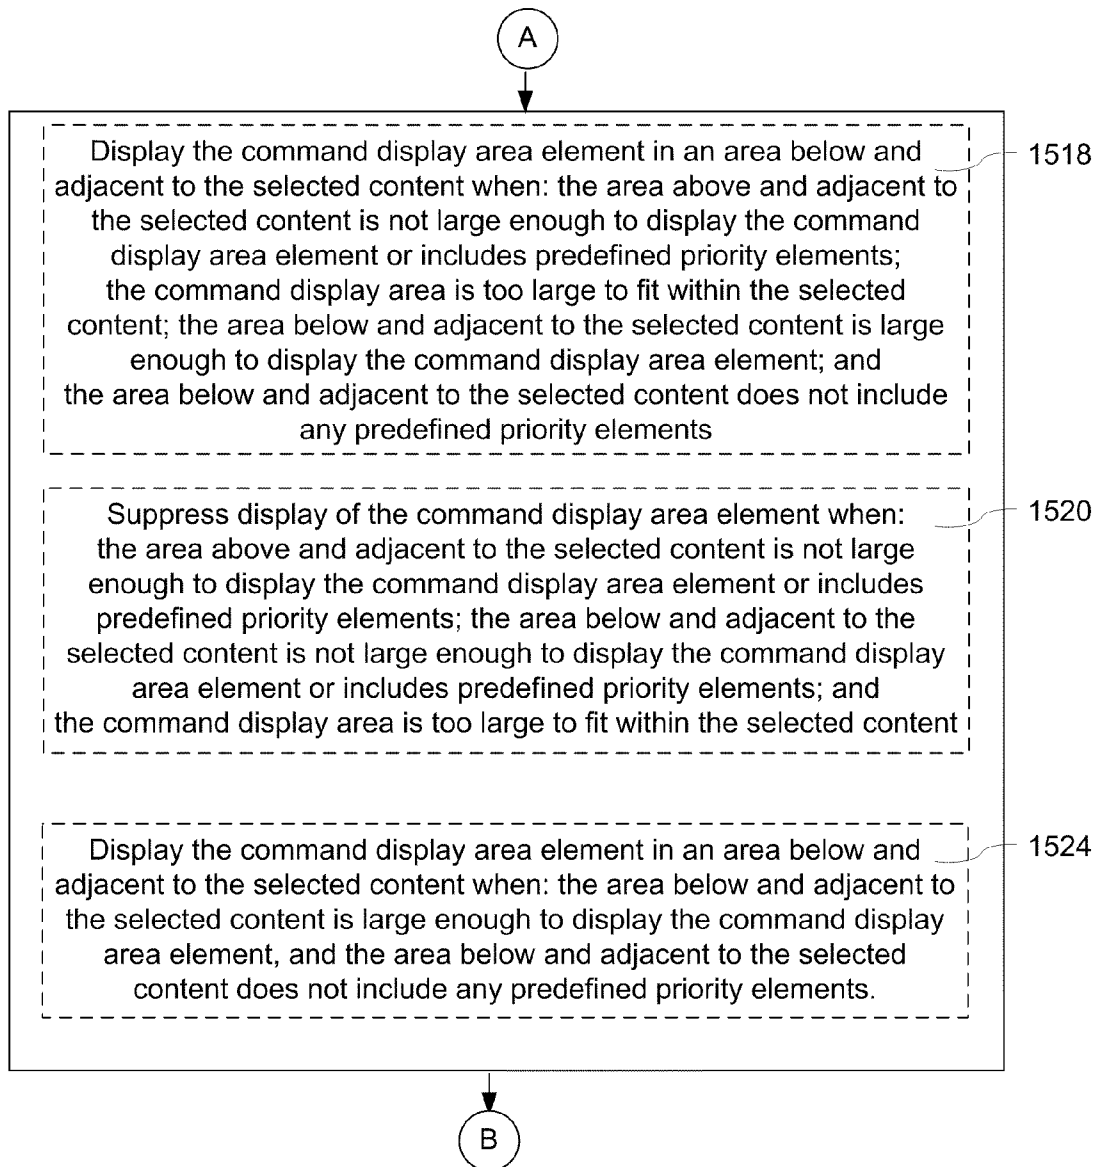 A
Display the command display area element in an area below and
adjacent to the selected content when: the area above and adjacent to
the selected content is not large enough to display the command
display area element or includes predefined priority elements;
the command display area is too large to fit within the selected
content; the area below and adjacent to the selected content is large
enough to display the command display area element; and
the area below and adjacent to the selected content does not include
any predefined priority elements
1518
Suppress display of the command display area element when:
the area above and adjacent to the selected content is not large
enough to display the command display area element or includes
predefined priority elements; the area below and adjacent to the
selected content is not large enough to display the command display
area element or includes predefined priority elements; and
the command display area is too large to fit within the selected content
1520
Display the command display area element in an area below and
adjacent to the selected content when: the area below and adjacent to
the selected content is large enough to display the command display
area element, and the area below and adjacent to the selected
content does not include any predefined priority elements.
1524
B